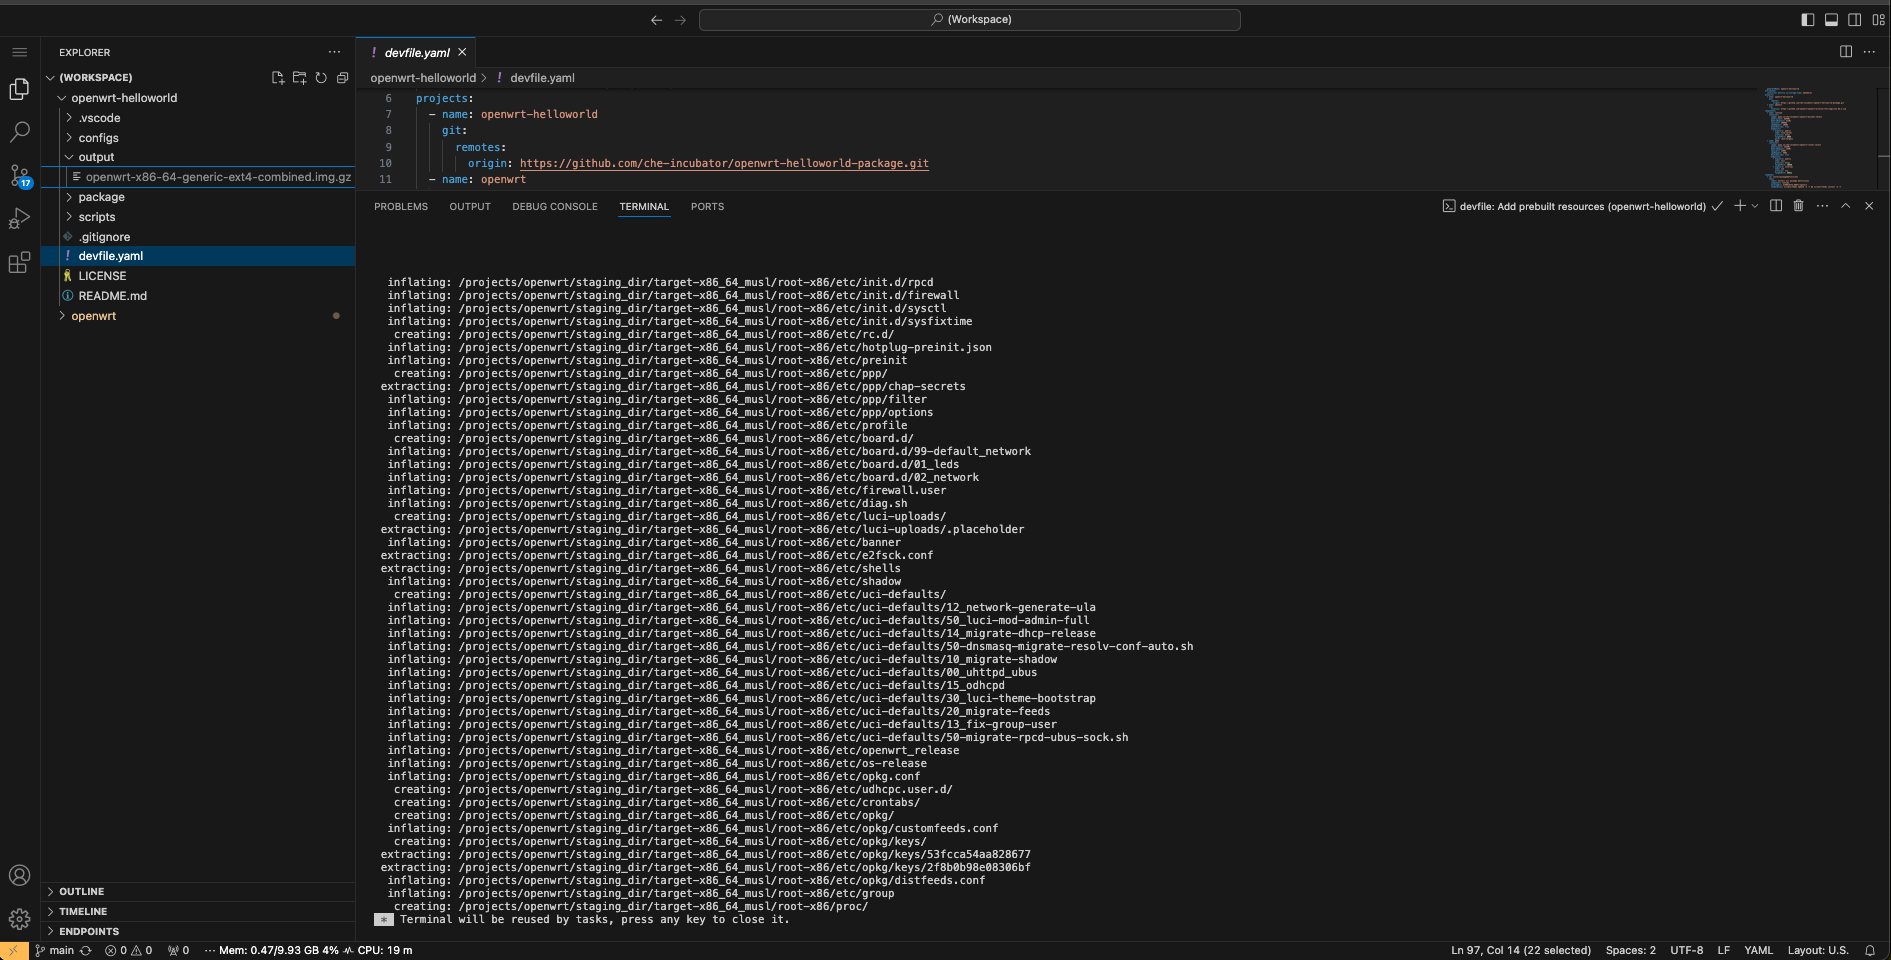 (Workspace)
EXPLORER
(WORKSPACE)
openwrt-helloworld
.vscode
configs
output
openwrt-x86-64-generic-ext4-combined.img.gz
package
scripts
.gitignore
! devfile.yaml
LICENSE
README.md
openwrt
17
OUTLINE
TIMELINE
ENDPOINTS
! devfile.yaml
openwrt-helloworld > ! devfile.yaml
6 projects:
7 - name: openwrt-helloworld
8 git:
9 remotes:
10 origin: https://github.com/che-incubator/openwrt-helloworld-package.git
11 - name: openwrt
PROBLEMS OUTPUT DEBUG CONSOLE TERMINAL PORTS
devfile: Add prebuilt resources (openwrt-helloworld)
inflating: /projects/openwrt/staging_dir/target-x86_64_musl/root-x86/etc/init.d/rpcd
inflating: /projects/openwrt/staging_dir/target-x86_64_musl/root-x86/etc/init.d/firewall
inflating: /projects/openwrt/staging_dir/target-x86_64_musl/root-x86/etc/init.d/sysctl
inflating: /projects/openwrt/staging_dir/target-x86_64_musl/root-x86/etc/init.d/sysfixtime
creating: /projects/openwrt/staging_dir/target-x86_64_musl/root-x86/etc/rc.d/
inflating: /projects/openwrt/staging_dir/target-x86_64_musl/root-x86/etc/hotplug-preinit.json
inflating: /projects/openwrt/staging_dir/target-x86_64_musl/root-x86/etc/preinit
creating: /projects/openwrt/staging_dir/target-x86_64_musl/root-x86/etc/ppp/
extracting: /projects/openwrt/staging_dir/target-x86_64_musl/root-x86/etc/ppp/chap-secrets
inflating: /projects/openwrt/staging_dir/target-x86_64_musl/root-x86/etc/ppp/filter
inflating: /projects/openwrt/staging_dir/target-x86_64_musl/root-x86/etc/ppp/options
inflating: /projects/openwrt/staging_dir/target-x86_64_musl/root-x86/etc/profile
creating: /projects/openwrt/staging_dir/target-x86_64_musl/root-x86/etc/board.d/
inflating: /projects/openwrt/staging_dir/target-x86_64_musl/root-x86/etc/board.d/99-default_network
inflating: /projects/openwrt/staging_dir/target-x86_64_musl/root-x86/etc/board.d/01_leds
inflating: /projects/openwrt/staging_dir/target-x86_64_musl/root-x86/etc/board.d/02_network
inflating: /projects/openwrt/staging_dir/target-x86_64_musl/root-x86/etc/firewall.user
inflating: /projects/openwrt/staging_dir/target-x86_64_musl/root-x86/etc/diag.sh
creating: /projects/openwrt/staging_dir/target-x86_64_musl/root-x86/etc/luci-uploads/
extracting: /projects/openwrt/staging_dir/target-x86_64_musl/root-x86/etc/luci-uploads/.placeholder
inflating: /projects/openwrt/staging_dir/target-x86_64_musl/root-x86/etc/banner
extracting: /projects/openwrt/staging_dir/target-x86_64_musl/root-x86/etc/e2fsck.conf
extracting: /projects/openwrt/staging_dir/target-x86_64_musl/root-x86/etc/shells
inflating: /projects/openwrt/staging_dir/target-x86_64_musl/root-x86/etc/shadow
creating: /projects/openwrt/staging_dir/target-x86_64_musl/root-x86/etc/uci-defaults/
inflating: /projects/openwrt/staging_dir/target-x86_64_musl/root-x86/etc/uci-defaults/12_network-generate-ula
inflating: /projects/openwrt/staging_dir/target-x86_64_musl/root-x86/etc/uci-defaults/50_luci-mod-admin-full
inflating: /projects/openwrt/staging_dir/target-x86_64_musl/root-x86/etc/uci-defaults/14_migrate-dhcp-release
inflating: /projects/openwrt/staging_dir/target-x86_64_musl/root-x86/etc/uci-defaults/50-dnsmasq-migrate-resolv-conf-auto.sh
inflating: /projects/openwrt/staging_dir/target-x86_64_musl/root-x86/etc/uci-defaults/10_migrate-shadow
inflating: /projects/openwrt/staging_dir/target-x86_64_musl/root-x86/etc/uci-defaults/00_uhttpd_ubus
inflating: /projects/openwrt/staging_dir/target-x86_64_musl/root-x86/etc/uci-defaults/15_odhcpd
inflating: /projects/openwrt/staging_dir/target-x86_64_musl/root-x86/etc/uci-defaults/30_luci-theme-bootstrap
inflating: /projects/openwrt/staging_dir/target-x86_64_musl/root-x86/etc/uci-defaults/20_migrate-feeds
inflating: /projects/openwrt/staging_dir/target-x86_64_musl/root-x86/etc/uci-defaults/13_fix-group-user
inflating: /projects/openwrt/staging_dir/target-x86_64_musl/root-x86/etc/uci-defaults/50-migrate-rpcd-ubus-sock.sh
inflating: /projects/openwrt/staging_dir/target-x86_64_musl/root-x86/etc/openwrt_release
inflating: /projects/openwrt/staging_dir/target-x86_64_musl/root-x86/etc/os-release
inflating: /projects/openwrt/staging_dir/target-x86_64_musl/root-x86/etc/opkg.conf
creating: /projects/openwrt/staging_dir/target-x86_64_musl/root-x86/etc/udhcpc.user.d/
creating: /projects/openwrt/staging_dir/target-x86_64_musl/root-x86/etc/crontabs/
creating: /projects/openwrt/staging_dir/target-x86_64_musl/root-x86/etc/opkg/
inflating: /projects/openwrt/staging_dir/target-x86_64_musl/root-x86/etc/opkg/customfeeds.conf
creating: /projects/openwrt/staging_dir/target-x86_64_musl/root-x86/etc/opkg/keys/
extracting: /projects/openwrt/staging_dir/target-x86_64_musl/root-x86/etc/opkg/keys/53fcca54aa828677
extracting: /projects/openwrt/staging_dir/target-x86_64_musl/root-x86/etc/opkg/keys/2f8b0b98e08306bf
inflating: /projects/openwrt/staging_dir/target-x86_64_musl/root-x86/etc/opkg/distfeeds.conf
inflating: /projects/openwrt/staging_dir/target-x86_64_musl/root-x86/etc/group
creating: /projects/openwrt/staging_dir/target-x86_64_musl/root-x86/proc/
* Terminal will be reused by tasks, press any key to close it.
main 0 0 0 ··· Mem: 0.47/9.93 GB 4% CPU: 19 m
Ln 97, Col 14 (22 selected) Spaces: 2 UTF-8 LF YAML Layout: U.S.